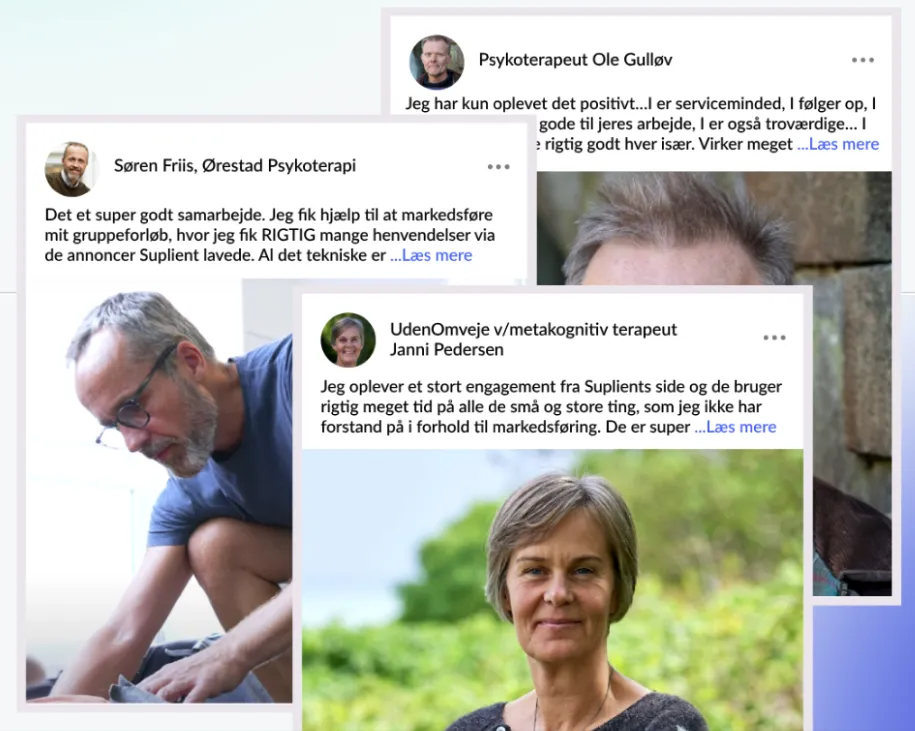 Psykoterapeut Ole Gulløv
Jeg har kun oplevet det positivt...I er serviceminded, I følger op, I
gode til jeres arbejde, I er også troværdige... I
rigtig godt hver især. Virker meget ...Læs mere
Søren Friis, Ørestad Psykoterapi
Det et super godt samarbejde. Jeg fik hjælp til at markedsføre
mit gruppeforløb, hvor jeg fik RIGTIG mange henvendelser via
de annoncer Suplient lavede. Al det tekniske er ...Læs mere
UdenOmveje v/metakognitiv terapeut
Janni Pedersen
Jeg oplever et stort engagement fra Suplients side og de bruger
rigtig meget tid på alle de små og store ting, som jeg ikke har
forstand på i forhold til markedsføring. De er super ...Læs mere